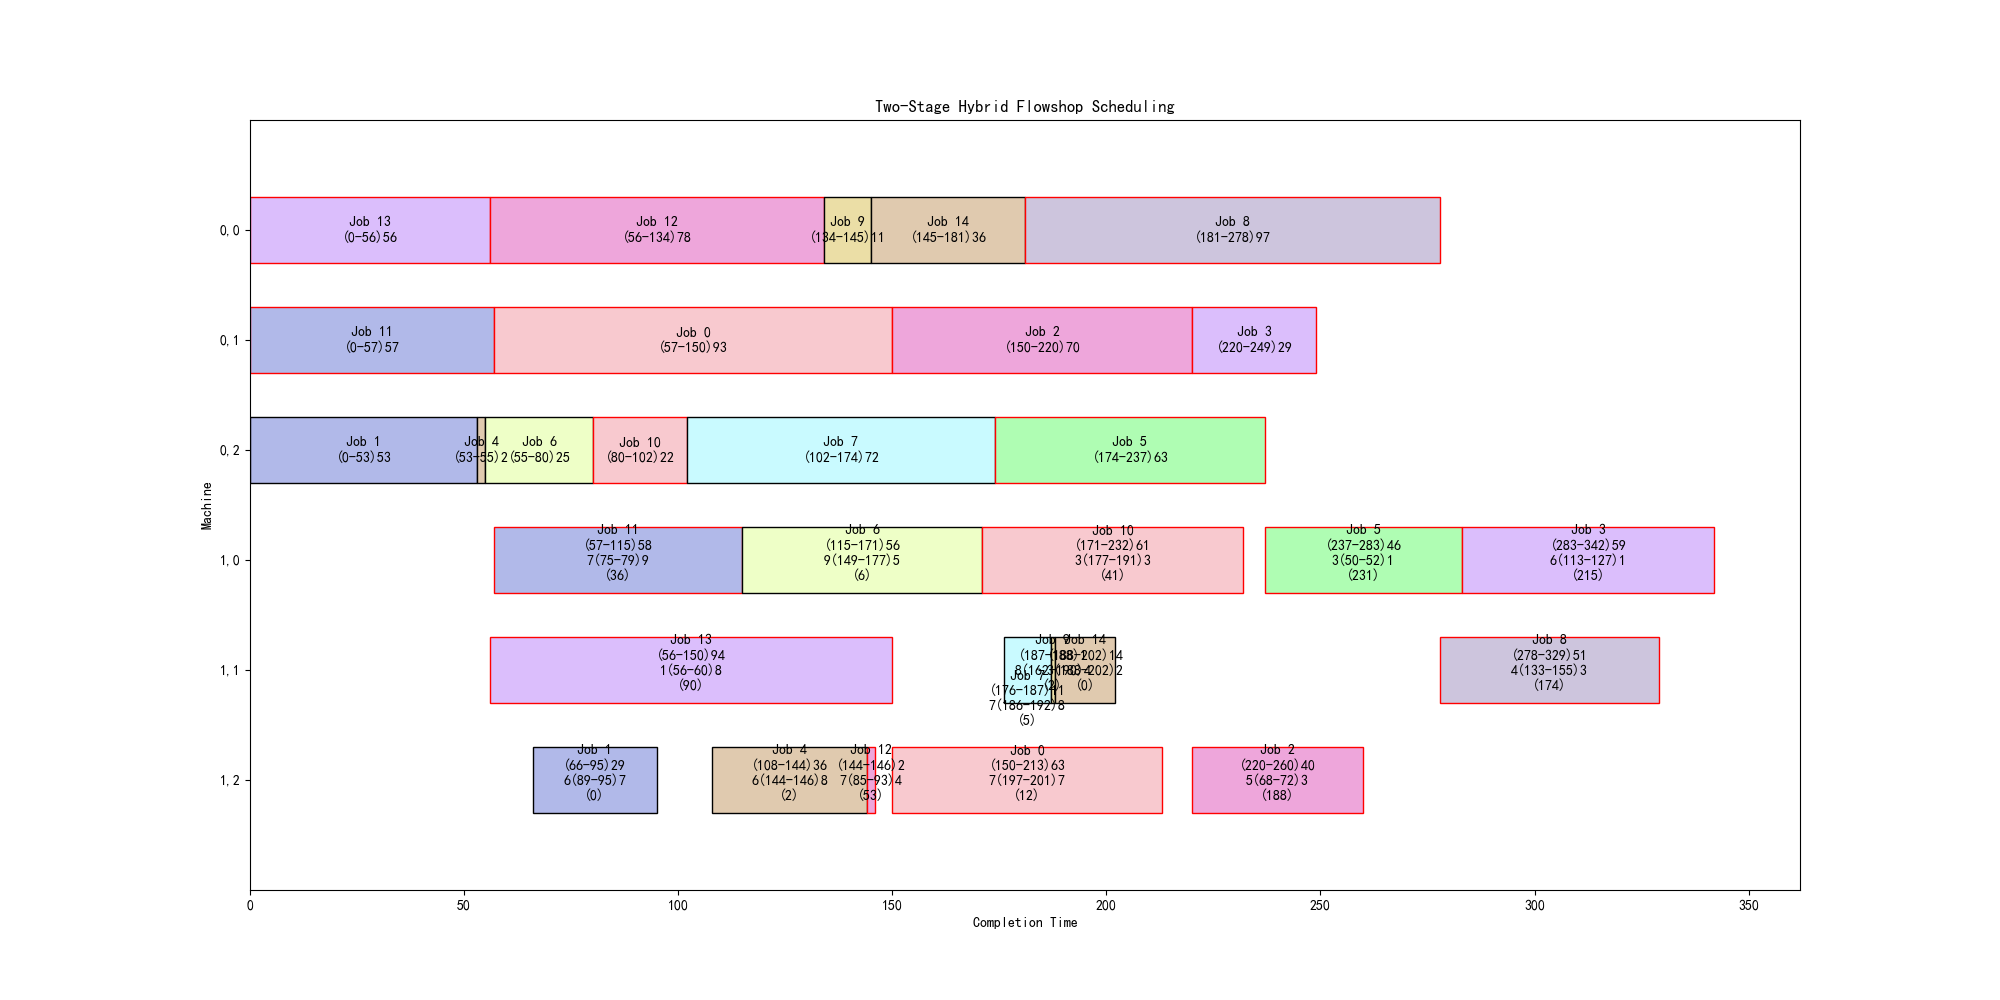 Two-Stage Hybrid Flowshop Scheduling
0,0
Job 13
(0-56)56
Job 12
(56-134)78
Job 9
(134-145)11
Job 14
(145-181)36
Job 8
(181-278)97
0,1
Job 11
(0-57)57
Job 0
(57-150)93
Job 2
(150-220)70
Job 3
(220-249)29
0,2
Job 1
(0-53)53
Job 4
(53-55)2
Job 6
(55-80)25
Job 10
(80-102)22
Job 7
(102-174)72
Job 5
(174-237)63
Machine
1,0
Job 11
(57-115)58
7(75-79)9
(36)
Job 6
(115-171)56
9(149-177)5
(6)
Job 10
(171-232)61
3(177-191)3
(41)
Job 5
(237-283)46
3(50-52)1
(231)
Job 3
(283-342)59
6(113-127)1
(215)
1,1
Job 13
(56-150)94
1(56-60)8
(90)
Job 7
(176-187)11
7(186-192)8
(5)
Job 9
(187-188)1
Job 14
(188-202)14
(0)
Job 8
(278-329)51
4(133-155)3
(174)
1,2
Job 1
(66-95)29
6(89-95)7
(0)
Job 4
(108-144)36
6(144-146)8
(2)
Job 12
(144-146)2
7(85-93)4
(53)
Job 0
(150-213)63
7(197-201)7
(12)
Job 2
(220-260)40
5(68-72)3
(188)
0
50
100
150
200
250
300
350
Completion Time